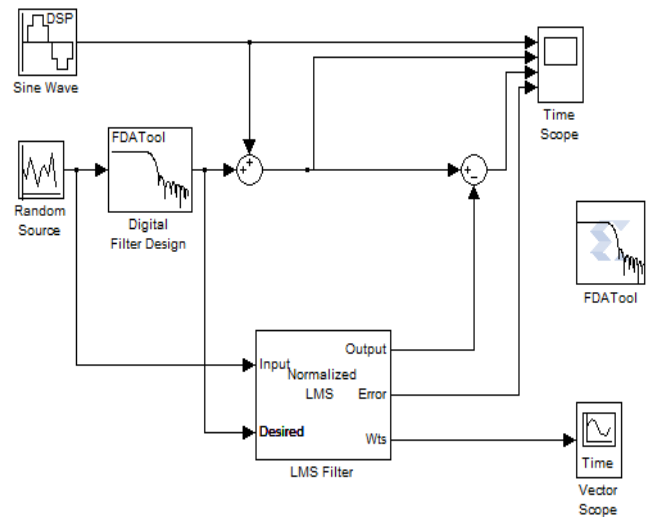 DSP
Sine Wave
Time
Scope
FDATool
Random
Source
Digital
Filter Design
+
+
+
−
FDATool
Output
Input
Normalized
LMS
Error
Desired
Wts
LMS Filter
Time
Vector
Scope